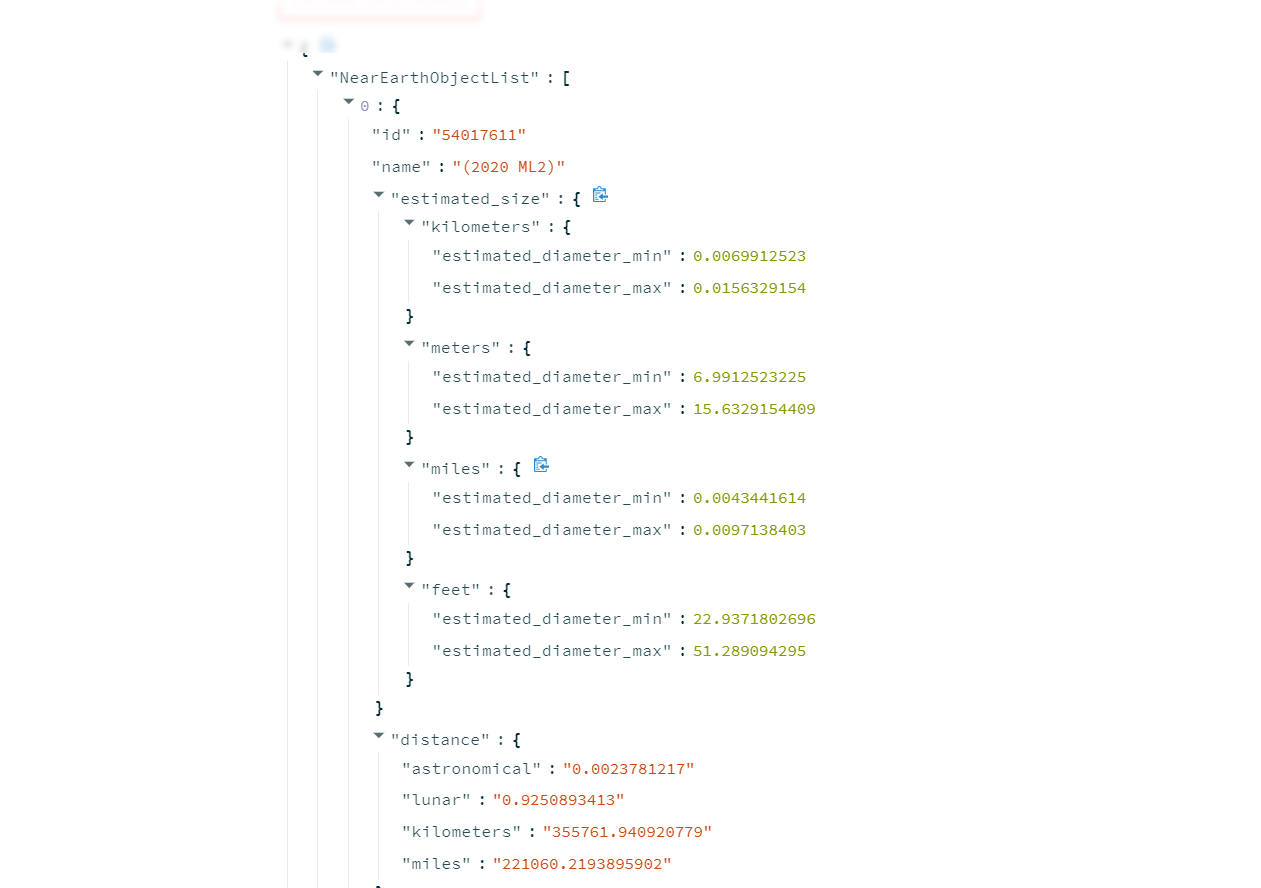 {
"NearEarthObjectList" : [
0 : {
"id" : "54017611"
"name" : "(2020 ML2)"
"estimated_size" : {
"kilometers" : {
"estimated_diameter_min" : 0.0069912523
"estimated_diameter_max" : 0.0156329154
}
"meters" : {
"estimated_diameter_min" : 6.9912523225
"estimated_diameter_max" : 15.6329154409
}
"miles" : {
"estimated_diameter_min" : 0.0043441614
"estimated_diameter_max" : 0.0097138403
}
"feet" : {
"estimated_diameter_min" : 22.9371802696
"estimated_diameter_max" : 51.289094295
}
}
"distance" : {
"astronomical" : "0.0023781217"
"lunar" : "0.9250893413"
"kilometers" : "355761.940920779"
"miles" : "221060.2193895902"